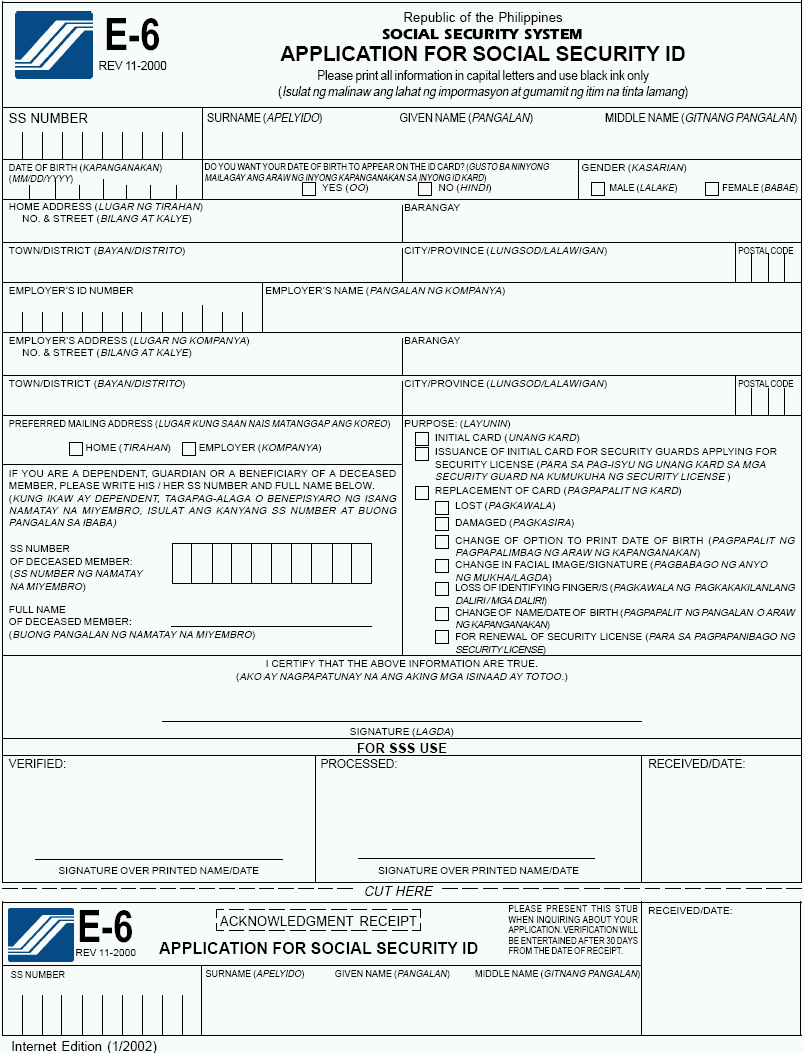 E-6
REV 11-2000
Republic of the Philippines
SOCIAL SECURITY SYSTEM
APPLICATION FOR SOCIAL SECURITY ID
Please print all information in capital letters and use black ink only
(Isulat ng malinaw ang lahat ng impormasyon at gumamit ng itim na tinta lamang)
SS NUMBER
SURNAME (APELYIDO) GIVEN NAME (PANGALAN) MIDDLE NAME (GITNANG PANGALAN)
DATE OF BIRTH (KAPANGANAKAN)
(MM/DD/YYYY)
DO YOU WANT YOUR DATE OF BIRTH TO APPEAR ON THE ID CARD? (GUSTO BA NINYONG
MAILAGAY ANG ARAW NG INYONG KAPANGANAKAN SA INYONG ID KARD)
YES (OO) NO (HINDI)
GENDER (KASARIAN)
MALE (LALAKE) FEMALE (BABAE)
HOME ADDRESS (LUGAR NG TIRAHAN)
NO. & STREET (BILANG AT KALYE)
BARANGAY
TOWN/DISTRICT (BAYAN/DISTRITO)
CITY/PROVINCE (LUNGSOD/LALAWIGAN)
POSTAL CODE
EMPLOYER'S ID NUMBER
EMPLOYER'S NAME (PANGALAN NG KOMPANYA)
EMPLOYER'S ADDRESS (LUGAR NG KOMPANYA)
NO. & STREET (BILANG AT KALYE)
BARANGAY
TOWN/DISTRICT (BAYAN/DISTRITO)
CITY/PROVINCE (LUNGSOD/LALAWIGAN)
POSTAL CODE
PREFERRED MAILING ADDRESS (LUGAR KUNG SAAN NAIS MATANGGAP ANG KOREO)
HOME (TIRAHAN) EMPLOYER (KOMPANYA)
IF YOU ARE A DEPENDENT, GUARDIAN OR A BENEFICIARY OF A DECEASED
MEMBER, PLEASE WRITE HIS / HER SS NUMBER AND FULL NAME BELOW.
(KUNG IKAW AY DEPENDENT, TAGAPAG-ALAGA O BENEPISYARO NG ISANG
NAMATAY NA MIYEMBRO, ISULAT ANG KANYANG SS NUMBER AT BUONG
PANGALAN SA IBABA)
SS NUMBER
OF DECEASED MEMBER:
(SS NUMBER NG NAMATAY
NA MIYEMBRO)
FULL NAME
OF DECEASED MEMBER:
(BUONG PANGALAN NG NAMATAY NA MIYEMBRO)
PURPOSE: (LAYUNIN)
INITIAL CARD (UNANG KARD)
ISSUANCE OF INITIAL CARD FOR SECURITY GUARDS APPLYING FOR
SECURITY LICENSE (PARA SA PAG-ISYU NG UNANG KARD SA MGA
SECURITY GUARD NA KUMUKUHA NG SECURITY LICENSE )
REPLACEMENT OF CARD (PAGPAPALIT NG KARD)
LOST (PAGKAWALA)
DAMAGED (PAGKASIRA)
CHANGE OF OPTION TO PRINT DATE OF BIRTH (PAGPAPALIT NG
PAGPAPALIMBAG NG ARAW NG KAPANGANAKAN)
CHANGE IN FACIAL IMAGE/SIGNATURE (PAGBABAGO NG ANYO
NG MUKHA/LAGDA)
LOSS OF IDENTIFYING FINGER/S (PAGKAWALA NG PAGKAKAKILANLANG
DALIRI / MGA DALIRI)
CHANGE OF NAME/DATE OF BIRTH (PAGPAPALIT NG PANGALAN O ARAW
NG KAPANGANAKAN)
FOR RENEWAL OF SECURITY LICENSE (PARA SA PAGPAPANIBAGO NG
SECURITY LICENSE)
I CERTIFY THAT THE ABOVE INFORMATION ARE TRUE.
(AKO AY NAGPAPATUNAY NA ANG AKING MGA ISINAAD AY TOTOO.)
SIGNATURE (LAGDA)
FOR SSS USE
VERIFIED: PROCESSED: RECEIVED/DATE:
SIGNATURE OVER PRINTED NAME/DATE SIGNATURE OVER PRINTED NAME/DATE
CUT HERE
E-6
REV 11-2000
ACKNOWLEDGMENT RECEIPT
APPLICATION FOR SOCIAL SECURITY ID
PLEASE PRESENT THIS STUB
WHEN INQUIRING ABOUT YOUR
APPLICATION. VERIFICATION WILL
BE ENTERTAINED AFTER 30 DAYS
FROM THE DATE OF RECEIPT.
RECEIVED/DATE:
SS NUMBER
SURNAME (APELYIDO) GIVEN NAME (PANGALAN) MIDDLE NAME (GITNANG PANGALAN)
Internet Edition (1/2002)